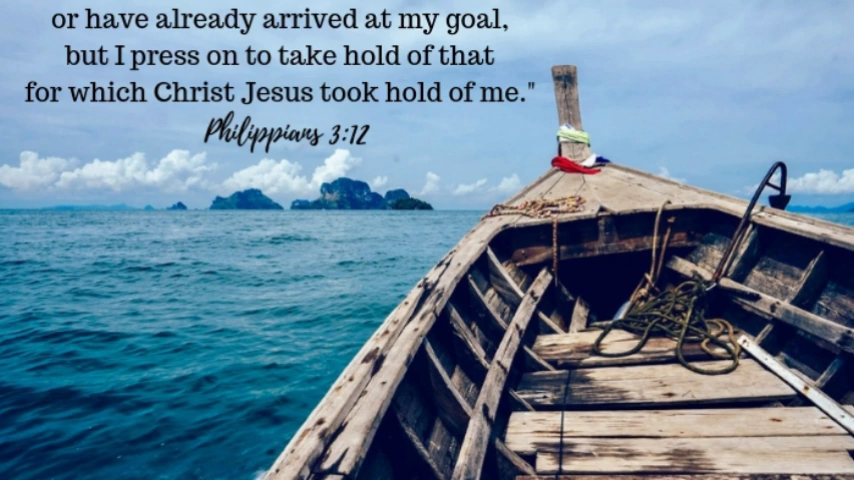 or have already arrived at my goal,
but I press on to take hold of that
for which Christ Jesus took hold of me."
Philippians 3:12